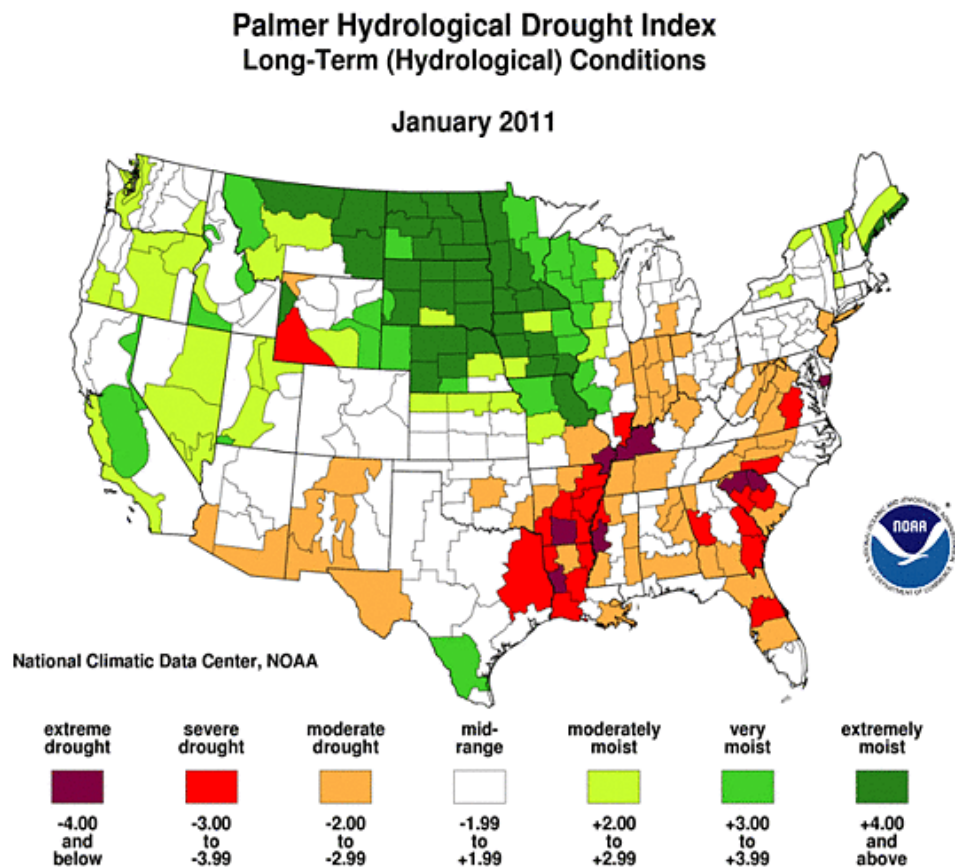 Palmer Hydrological Drought Index
Long-Term (Hydrological) Conditions
January 2011
NOAA
National Climatic Data Center, NOAA
extreme drought
severe drought
moderate drought
mid-range
moderately moist
very moist
extremely moist
-4.00 and below
-3.00 to -3.99
-2.00 to -2.99
-1.99 to +1.99
+2.00 to +2.99
+3.00 to +3.99
+4.00 and above